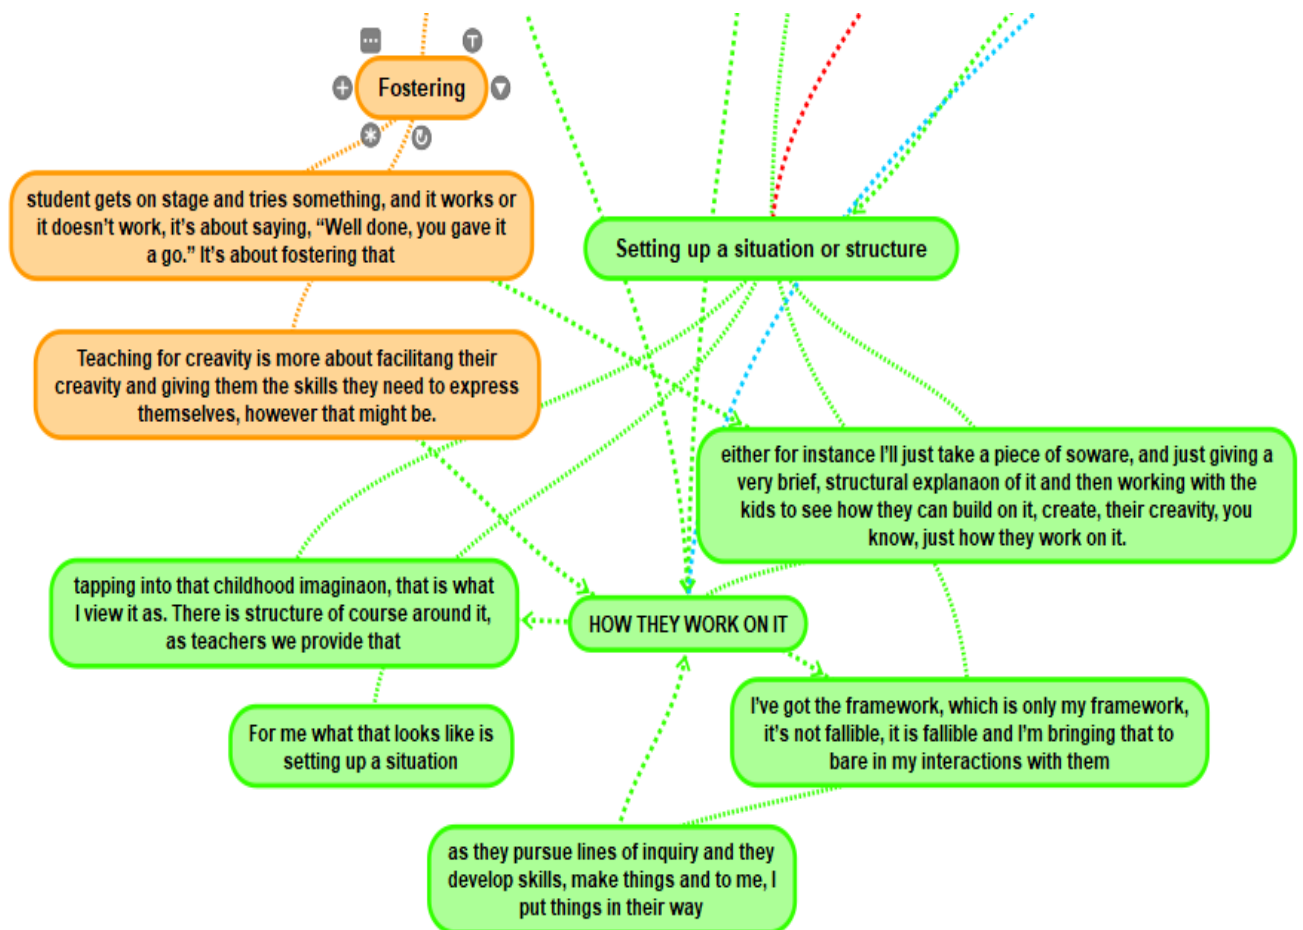 Fostering
student gets on stage and tries something, and it works or
it doesn't work, it's about saying, “Well done, you gave it
a go.” It's about fostering that
Setting up a situation or structure
Teaching for creavity is more about facilitang their
creavity and giving them the skills they need to express
themselves, however that might be.
either for instance I'll just take a piece of soware, and just giving a
very brief, structural explanaon of it and then working with the
kids to see how they can build on it, create, their creavity, you
know, just how they work on it.
tapping into that childhood imaginaon, that is what
I view it as. There is structure of course around it,
as teachers we provide that
HOW THEY WORK ON IT
For me what that looks like is
setting up a situation
I've got the framework, which is only my framework,
it's not fallible, it is fallible and I'm bringing that to
bare in my interactions with them
as they pursue lines of inquiry and they
develop skills, make things and to me, I
put things in their way